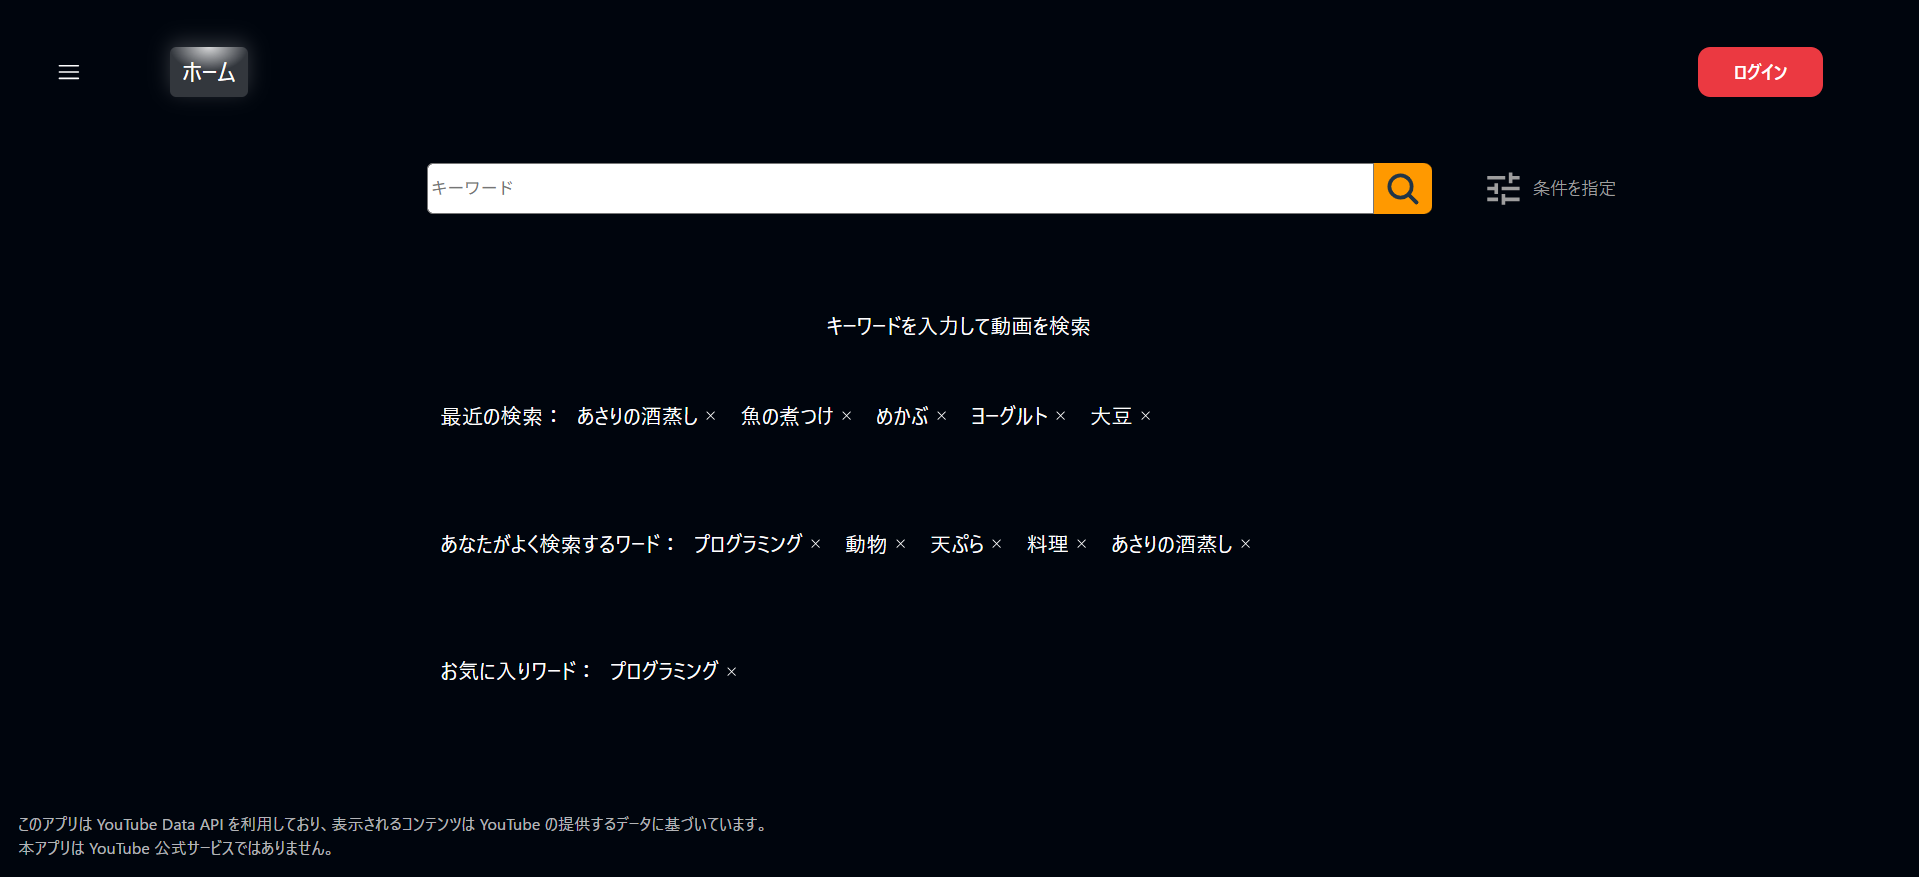 ホーム
ログイン
キーワード
条件を指定
キーワードを入力して動画を検索
最近の検索： あさりの酒蒸し × 魚の煮つけ × めかぶ × ヨーグルト × 大豆 ×
あなたがよく検索するワード： プログラミング × 動物 × 天ぷら × 料理 × あさりの酒蒸し ×
お気に入りワード： プログラミング ×
このアプリは YouTube Data API を利用しており、表示されるコンテンツは YouTube の提供するデータに基づいています。
本アプリは YouTube 公式サービスではありません。